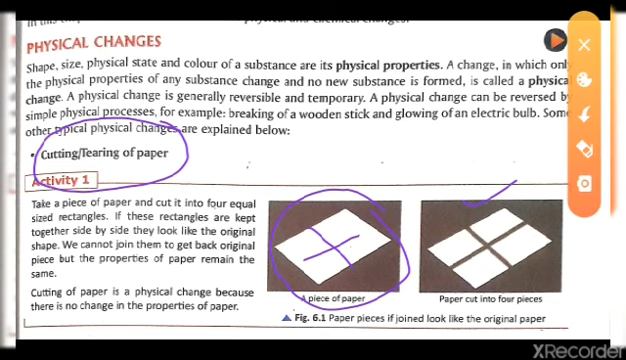 PHYSICAL CHANGES
Shape, size, physical state and colour of a substance are its physical properties. A change, in which only
the physical properties of any substance change and no new substance is formed, is called a physical
change. A physical change is generally reversible and temporary. A physical change can be reversed by
simple physical processes, for example: breaking of a wooden stick and glowing of an electric bulb. Some
other typical physical changes are explained below:
• Cutting/Tearing of paper
Activity 1
Take a piece of paper and cut it into four equal
sized rectangles. If these rectangles are kept
together side by side they look like the original
shape. We cannot join them to get back original
piece but the properties of paper remain the
same.
Cutting of paper is a physical change because
there is no change in the properties of paper.
A piece of paper
Paper cut into four pieces
Fig. 6.1 Paper pieces if joined look like the original paper
XRecorder